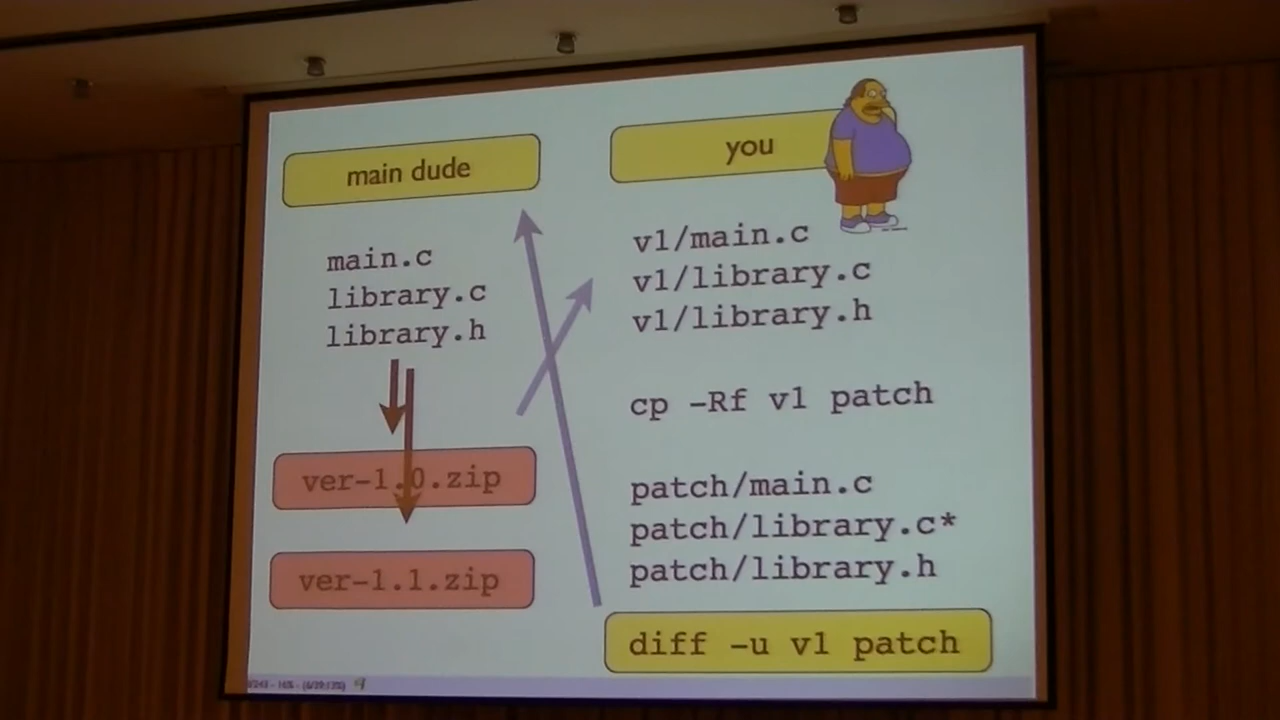 main dude
main.c
library.c
library.h
ver-1.0.zip
ver-1.1.zip
you
v1/main.c
v1/library.c
v1/library.h
cp -Rf v1 patch
patch/main.c
patch/library.c*
patch/library.h
diff -u v1 patch